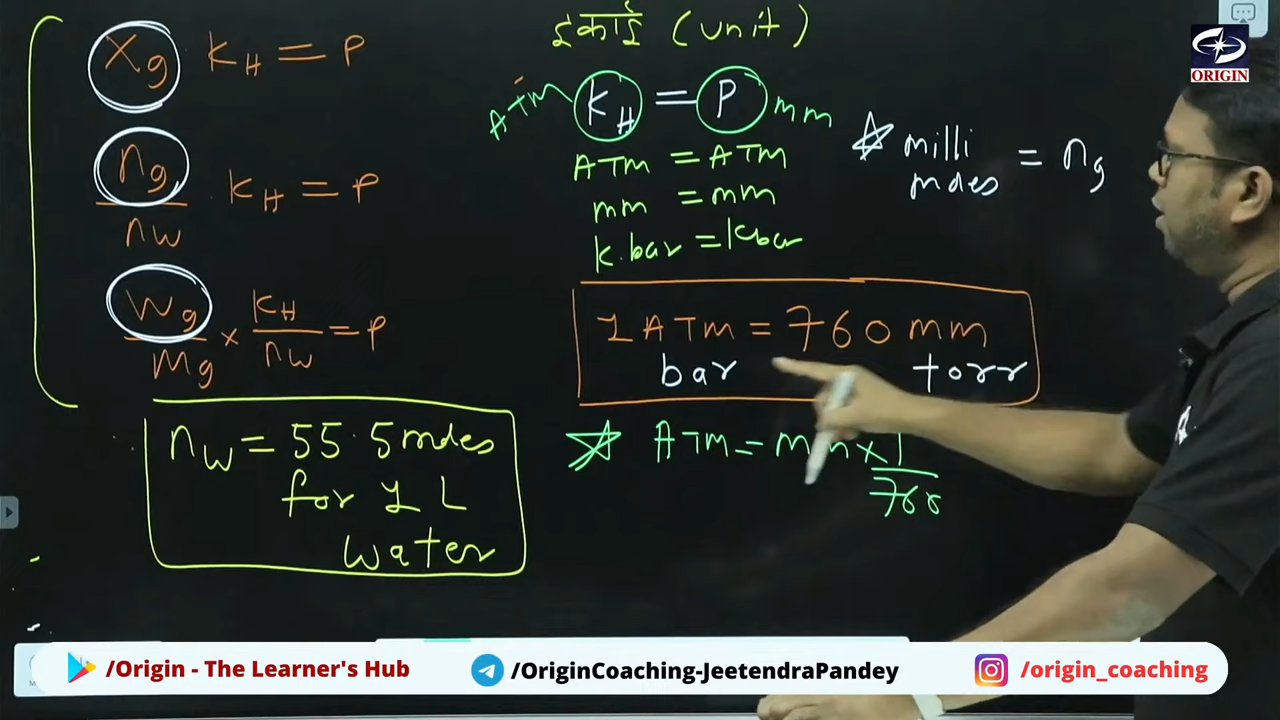 Xg KH = P
ng
nw
KH = P
wg
Mg
×
KH
nw
= P
nw = 55.5 moles
for 1 L
water
इकाई (unit)
ATM KH = P mm
ATM = ATM
mm = mm
k.bar = kbar
milli
moles
= ng
1 ATM = 760 mm
bar torr
ATM = mm × 1
760
ORIGIN
/Origin - The Learner's Hub
/OriginCoaching-JeetendraPandey
/origin_coaching